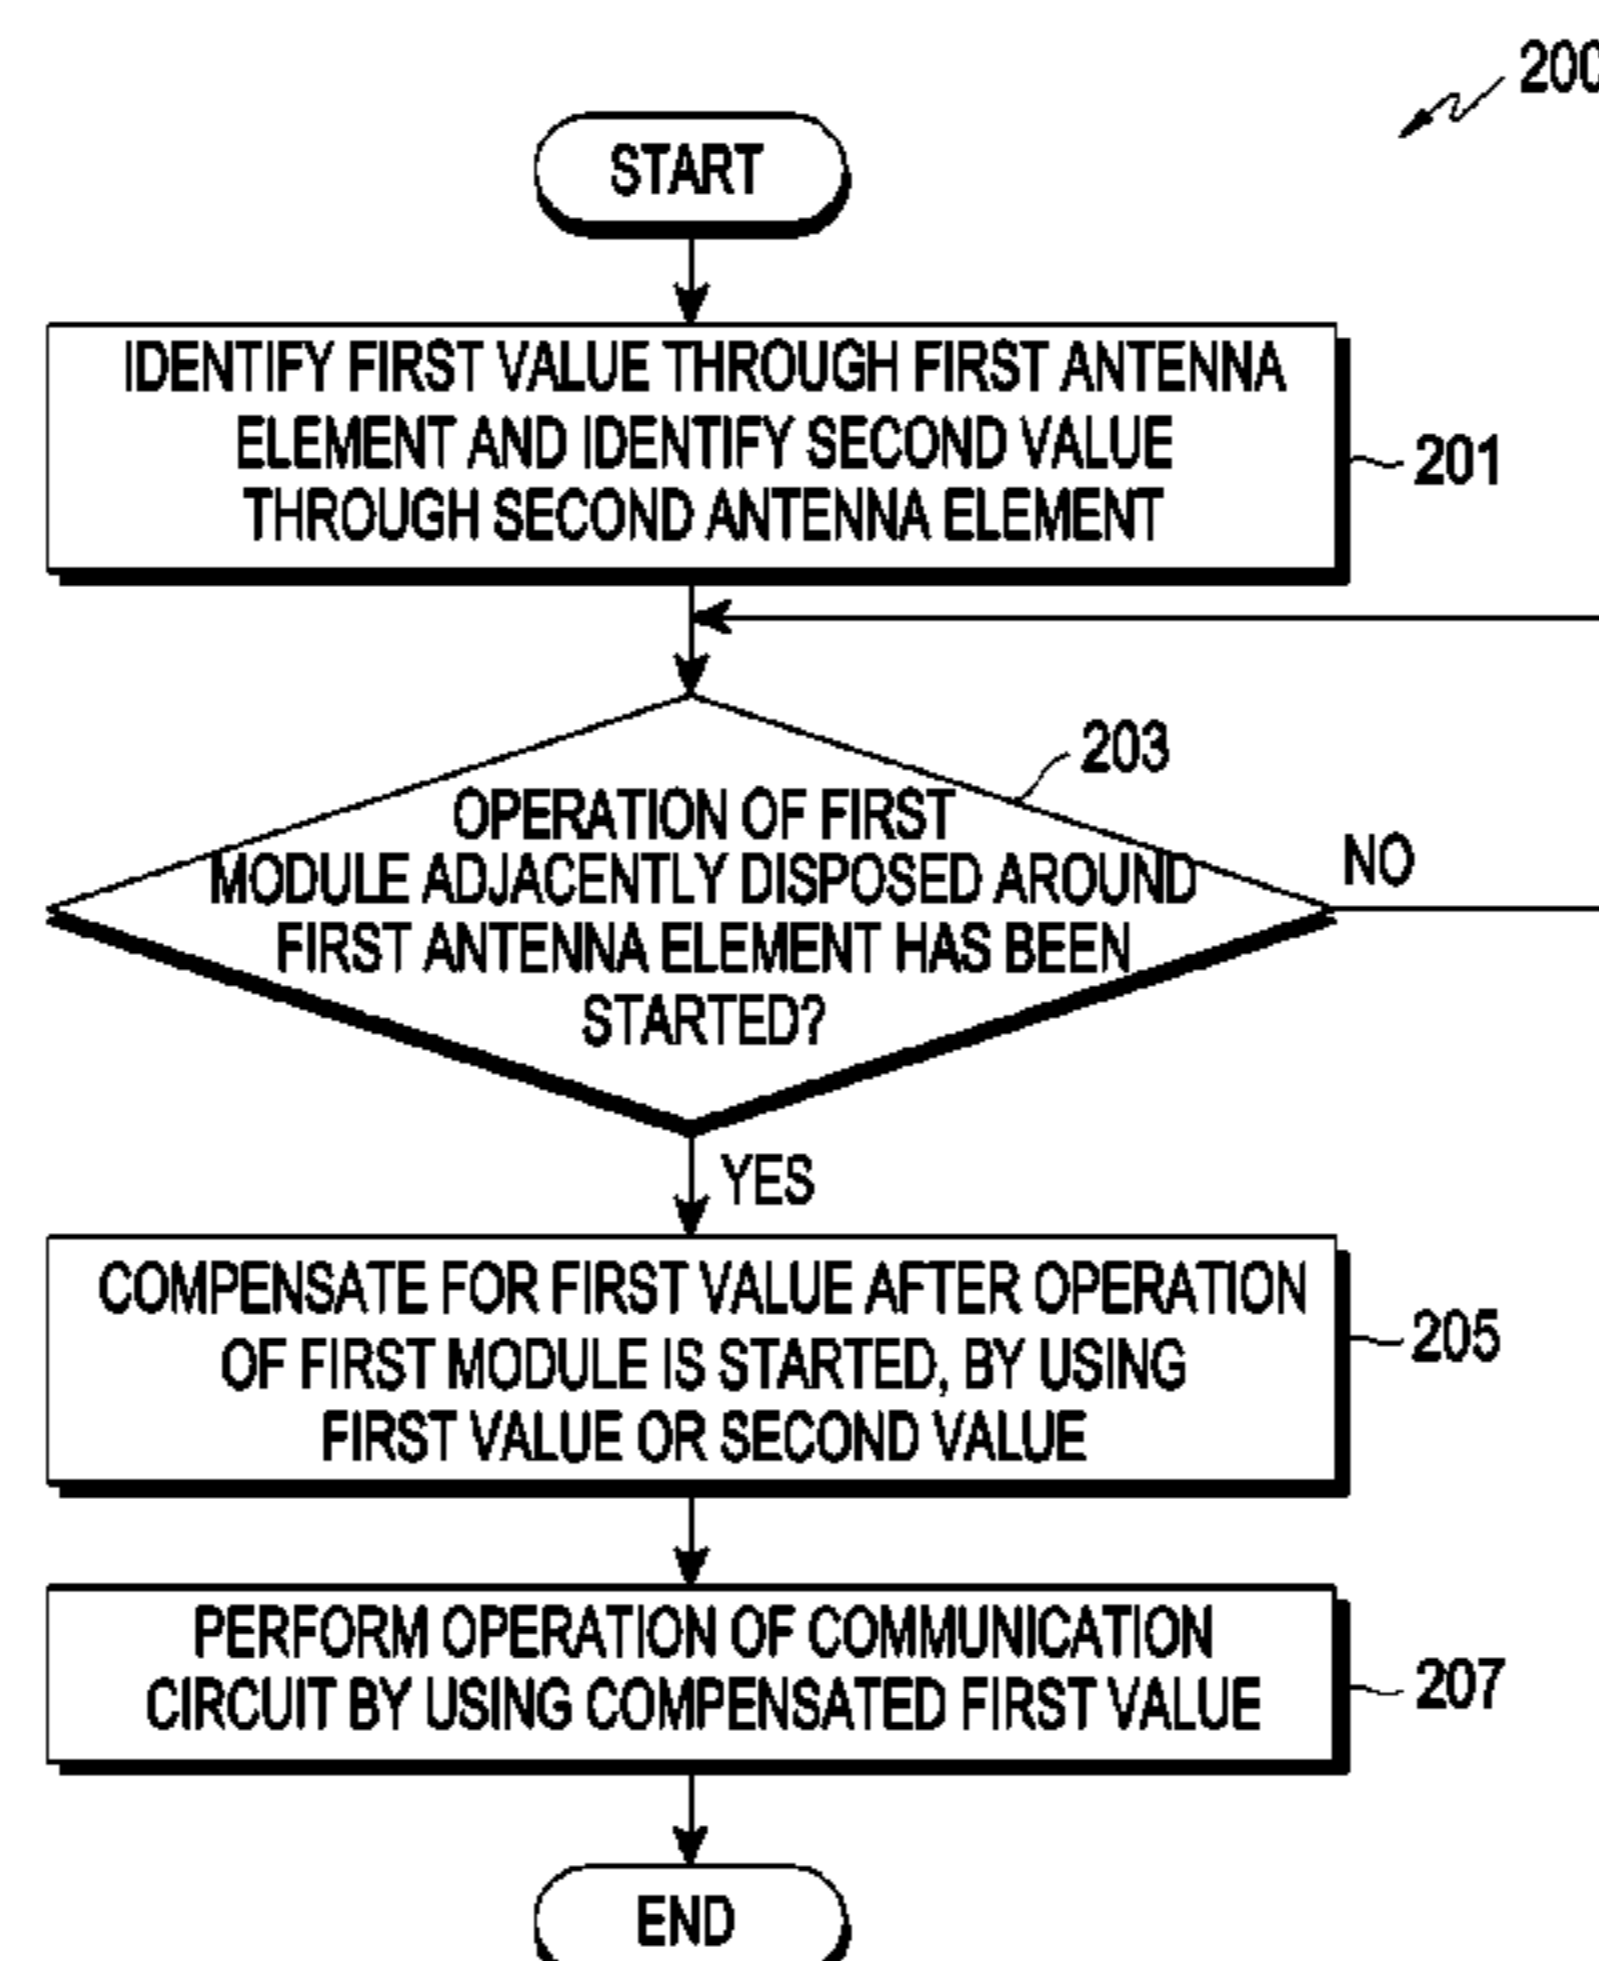 200
START
IDENTIFY FIRST VALUE THROUGH FIRST ANTENNA
ELEMENT AND IDENTIFY SECOND VALUE
THROUGH SECOND ANTENNA ELEMENT
201
203
OPERATION OF FIRST
MODULE ADJACENTLY DISPOSED AROUND
FIRST ANTENNA ELEMENT HAS BEEN
STARTED?
NO
YES
COMPENSATE FOR FIRST VALUE AFTER OPERATION
OF FIRST MODULE IS STARTED, BY USING
FIRST VALUE OR SECOND VALUE
205
PERFORM OPERATION OF COMMUNICATION
CIRCUIT BY USING COMPENSATED FIRST VALUE
207
END